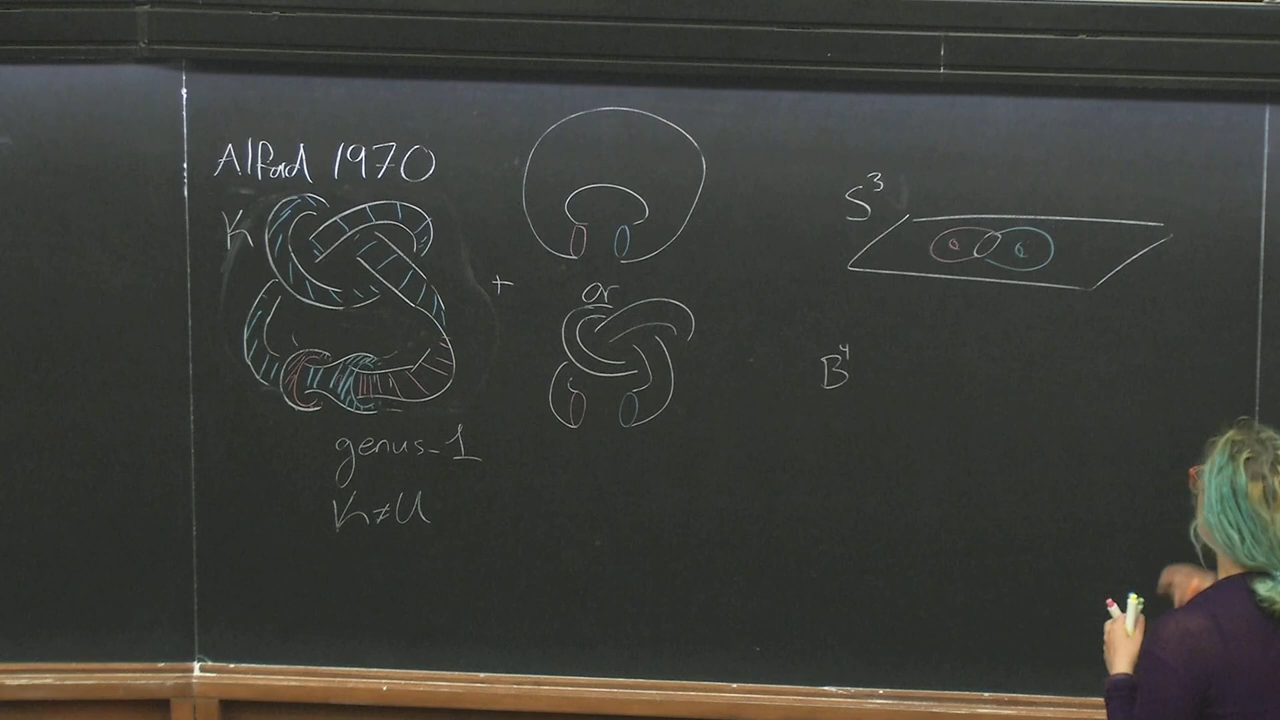 Alford 1970
K
+
or
genus-1
K≠U
S³
B⁴